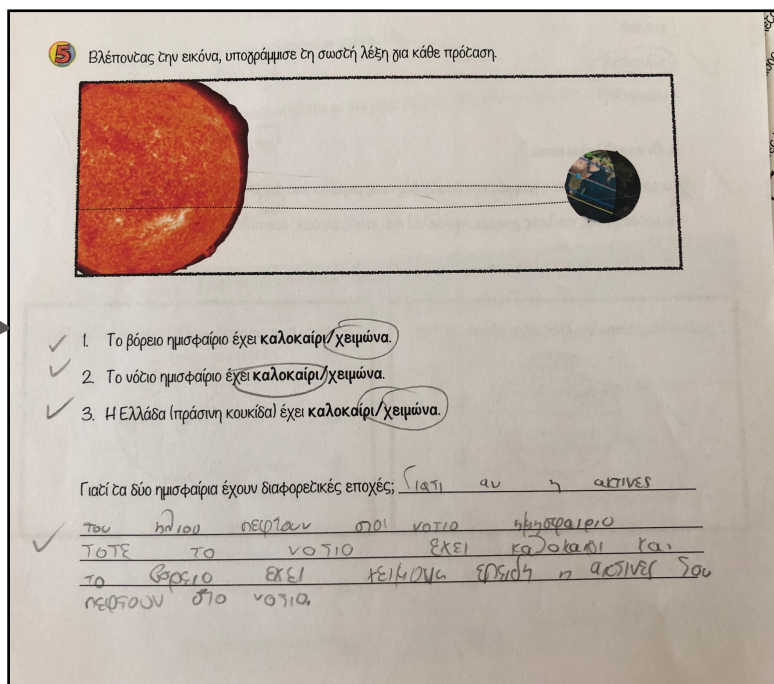 5 Βλέποντας την εικόνα, υπογράμμισε τη σωστή λέξη για κάθε πρόταση.
1. Το βόρειο ημισφαίριο έχει καλοκαίρι/χειμώνα.
2. Το νότιο ημισφαίριο έχει καλοκαίρι/χειμώνα.
3. Η Ελλάδα (πράσινη κουκίδα) έχει καλοκαίρι/χειμώνα.
Γιατί τα δύο ημισφαίρια έχουν διαφορετικές εποχές; Γιατι αν η ακτινες
του ηλιου πεφτουν στοι νοτιο ημησφαιριο
ΤΟΤΕ ΤΟ νοτιο εχει καλοκαιρι και
το βορειο εχει χειμωνα επειδη η ακτινες του
πεφτουν στο νοτιο.